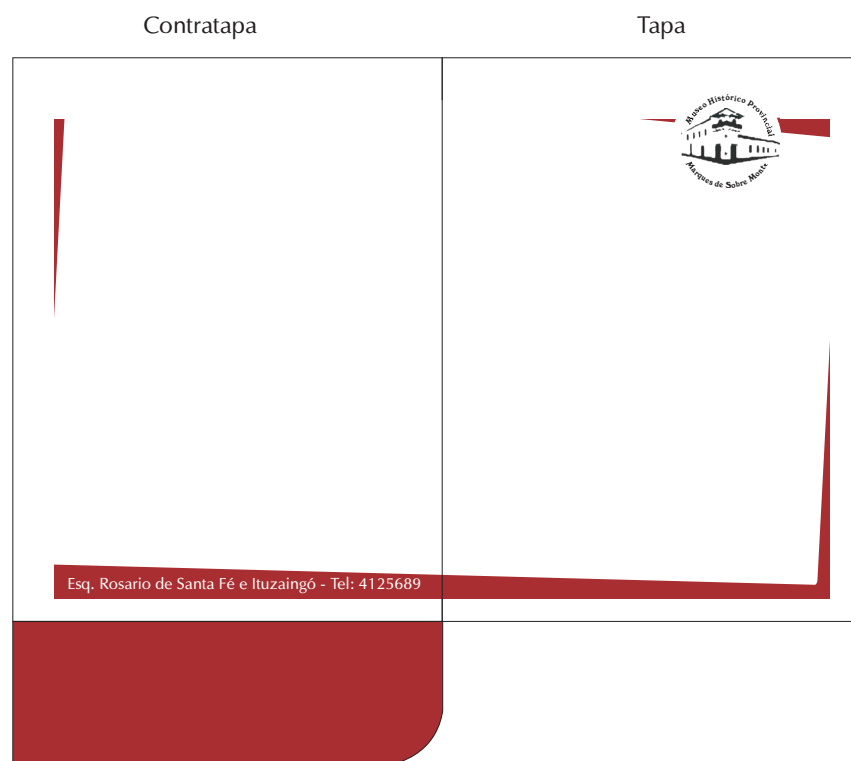 Contratapa
Tapa
Museo Histórico Provincial
Marques de Sobre Monte
Esq. Rosario de Santa Fé e Ituzaingó - Tel: 4125689